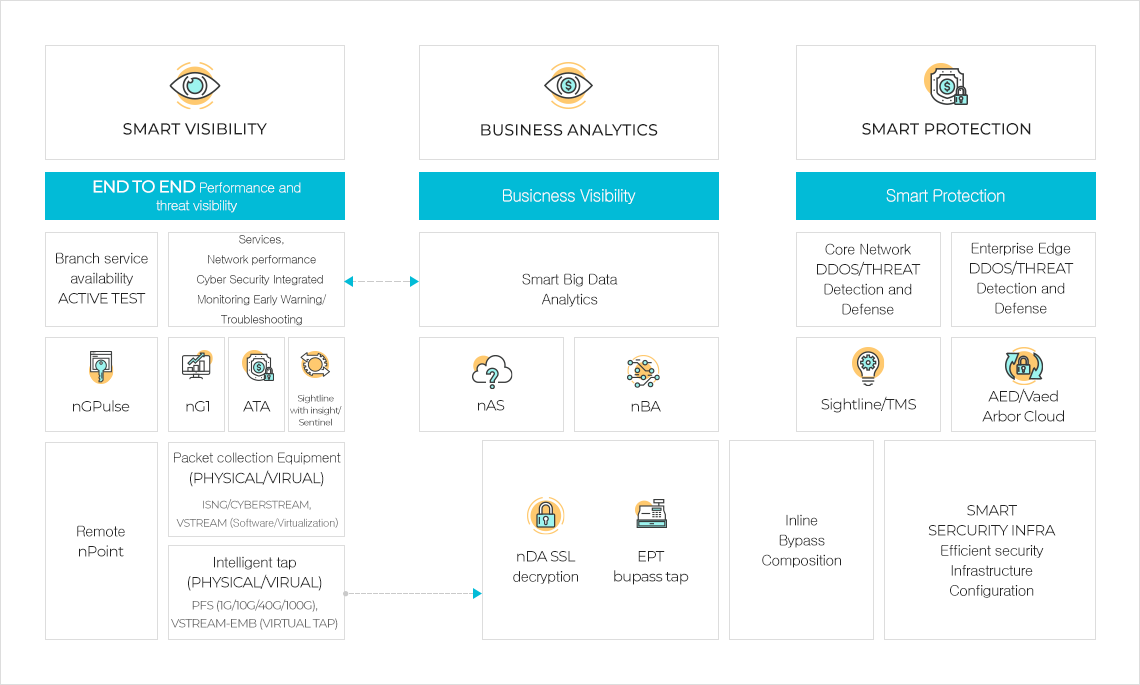 SMART VISIBILITY
BUSINESS ANALYTICS
SMART PROTECTION
END TO END Performance and
threat visibility
Busicness Visibility
Smart Protection
Branch service
availability
ACTIVE TEST
Services,
Network performance
Cyber Security Integrated
Monitoring Early Warning/
Troubleshooting
Smart Big Data
Analytics
Core Network
DDOS/THREAT
Detection and
Defense
Enterprise Edge
DDOS/THREAT
Detection and
Defense
nGPulse
nG1
ATA
Sightline
with insight/
Sentinel
nAS
nBA
Sightline/TMS
AED/Vaed
Arbor Cloud
Remote
nPoint
Packet collection Equipment
(PHYSICAL/VIRUAL)
ISNG/CYBERSTREAM,
VSTREAM (Software/Virtualization)
Intelligent tap
(PHYSICAL/VIRUAL)
PFS (1G/10G/40G/100G),
VSTREAM-EMB (VIRTUAL TAP)
nDA SSL
decryption
EPT
bupass tap
Inline
Bypass
Composition
SMART
SERCURITY INFRA
Efficient security
Infrastructure
Configuration